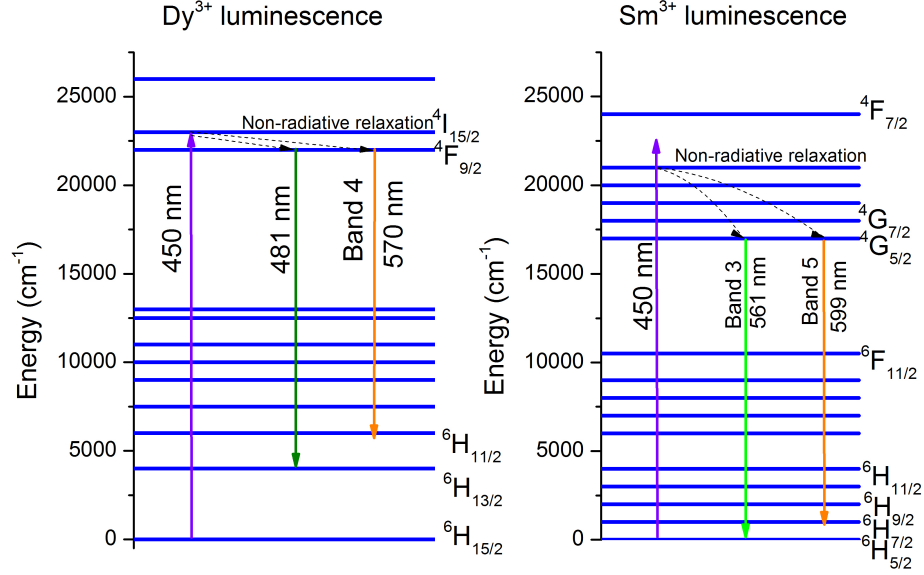 Dy³⁺ luminescence
Energy (cm⁻¹)
25000
20000
15000
10000
5000
0
Non-radiative relaxation
⁴I₁₅/₂
⁴F₉/₂
450 nm
481 nm
Band 4
570 nm
⁶H₁₁/₂
⁶H₁₃/₂
⁶H₁₅/₂
Sm³⁺ luminescence
Energy (cm⁻¹)
25000
20000
15000
10000
5000
0
⁴F₇/₂
Non-radiative relaxation
⁴G₇/₂
⁴G₅/₂
450 nm
Band 3
561 nm
Band 5
599 nm
⁶F₁₁/₂
⁶H₁₁/₂
⁶H₉/₂
⁶H₇/₂
⁶H₅/₂